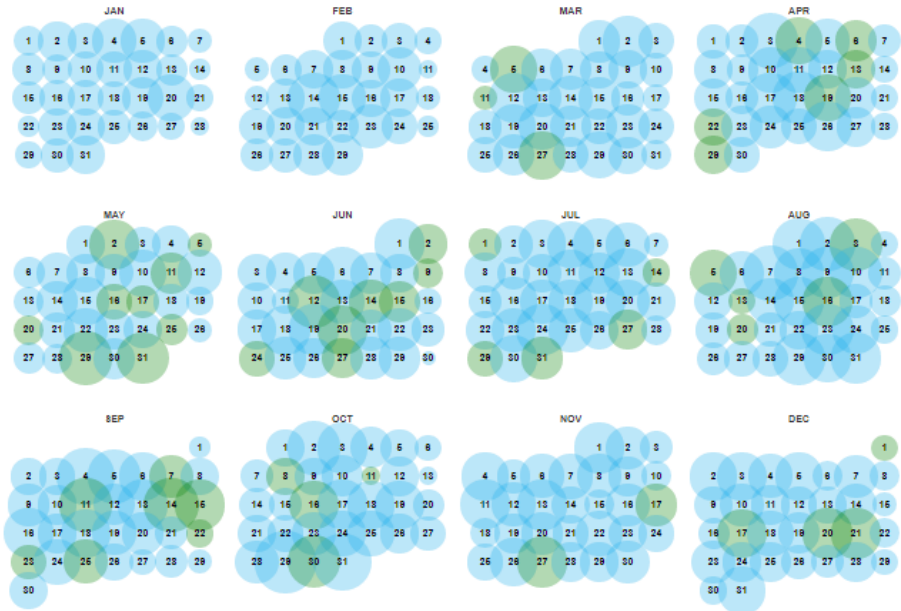 JAN
1 2 3 4 5 6 7
8 9 10 11 12 13 14
15 16 17 18 19 20 21
22 23 24 25 26 27 28
29 30 31
FEB
1 2 3 4
5 6 7 8 9 10 11
12 13 14 15 16 17 18
19 20 21 22 23 24 25
26 27 28 29
MAR
1 2 3
4 5 6 7 8 9 10
11 12 13 14 15 16 17
18 19 20 21 22 23 24
25 26 27 28 29 30 31
APR
1 2 3 4 5 6 7
8 9 10 11 12 13 14
15 16 17 18 19 20 21
22 23 24 25 26 27 28
29 30
MAY
1 2 3 4 5
6 7 8 9 10 11 12
13 14 15 16 17 18 19
20 21 22 23 24 25 26
27 28 29 30 31
JUN
1 2
3 4 5 6 7 8 9
10 11 12 13 14 15 16
17 18 19 20 21 22 23
24 25 26 27 28 29 30
JUL
1 2 3 4 5 6 7
8 9 10 11 12 13 14
15 16 17 18 19 20 21
22 23 24 25 26 27 28
29 30 31
AUG
1 2 3 4
5 6 7 8 9 10 11
12 13 14 15 16 17 18
19 20 21 22 23 24 25
26 27 28 29 30 31
SEP
1
2 3 4 5 6 7 8
9 10 11 12 13 14 15
16 17 18 19 20 21 22
23 24 25 26 27 28 29
30
OCT
1 2 3 4 5 6
7 8 9 10 11 12 13
14 15 16 17 18 19 20
21 22 23 24 25 26 27
28 29 30 31
NOV
1 2 3
4 5 6 7 8 9 10
11 12 13 14 15 16 17
18 19 20 21 22 23 24
25 26 27 28 29 30
DEC
1
2 3 4 5 6 7 8
9 10 11 12 13 14 15
16 17 18 19 20 21 22
23 24 25 26 27 28 29
30 31